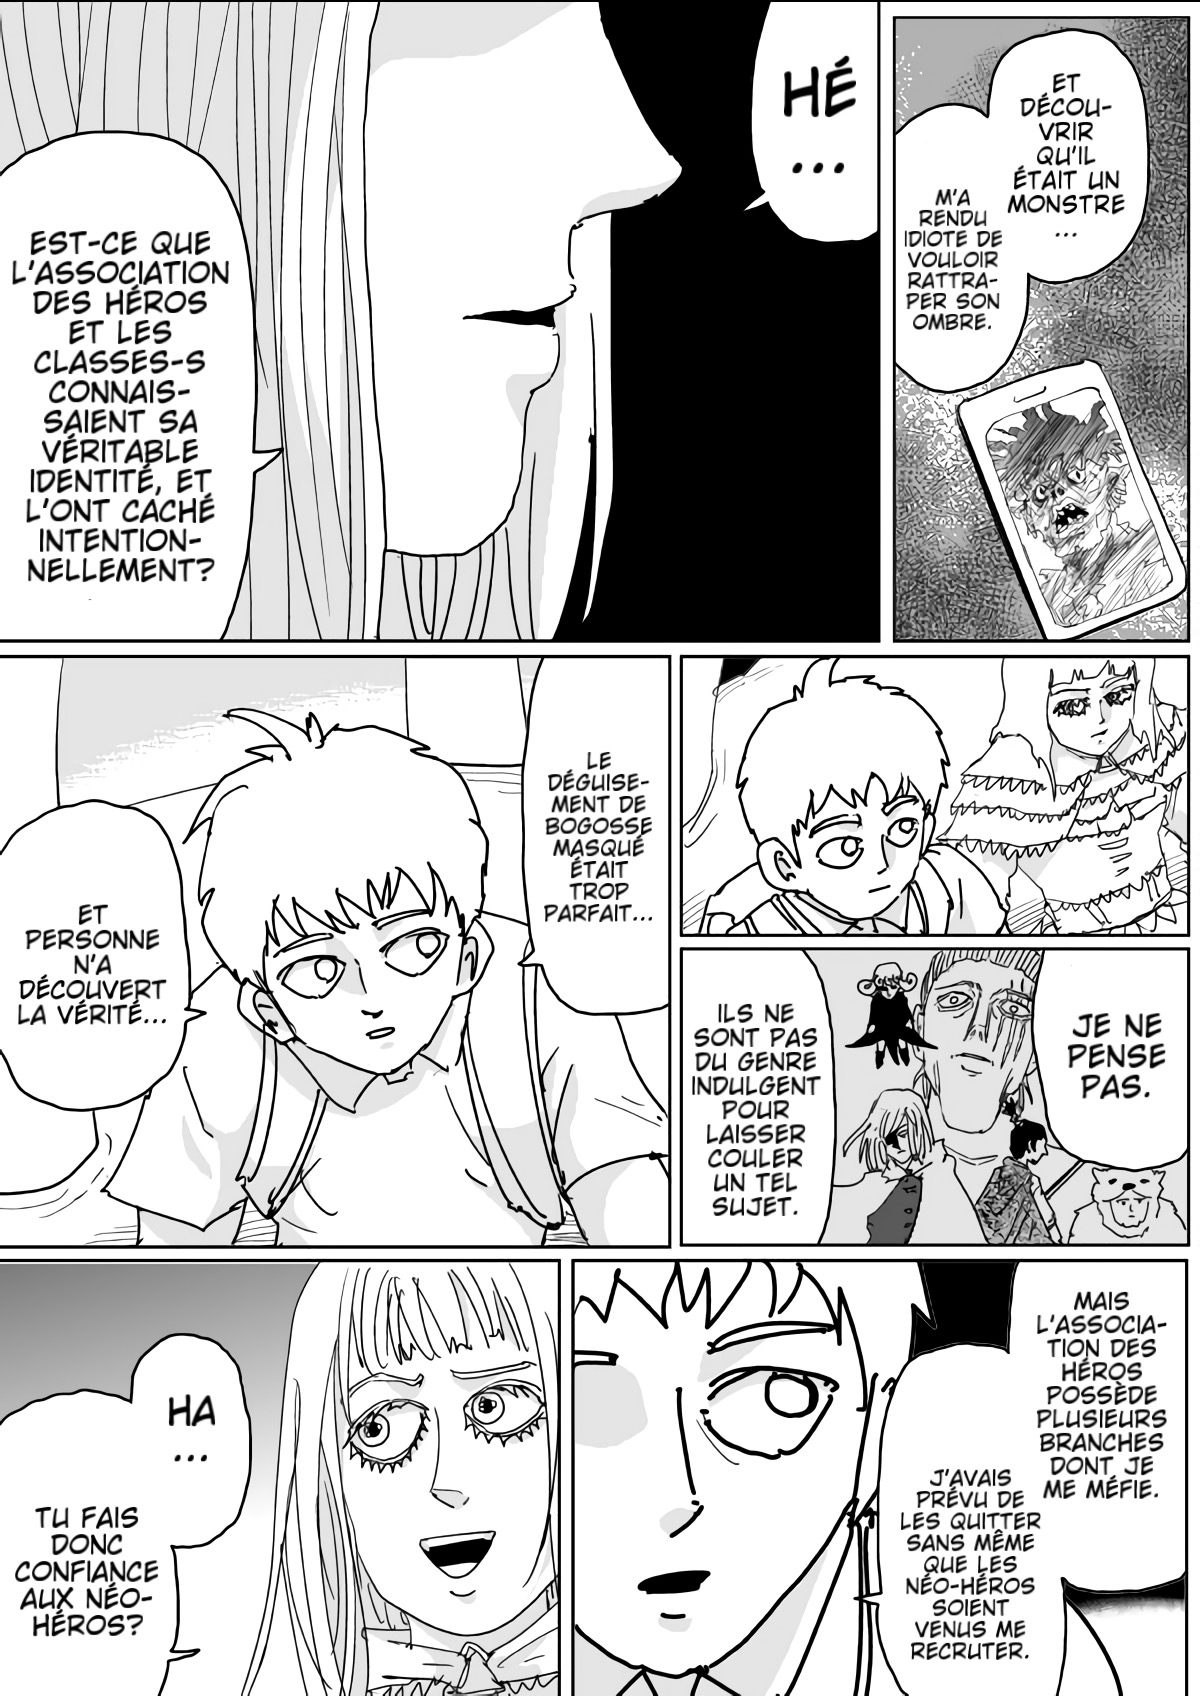 ET
DÉCOU-
VRIR
QU'IL
ÉTAIT UN
MONSTRE
...
M'A
RENDU
IDIOTE DE
VOULOIR
RATTRA-
PER SON
OMBRE.
HÉ
...
EST-CE QUE
L'ASSOCIATION
DES HÉROS
ET LES
CLASSES-S
CONNAIS-
SAIENT SA
VÉRITABLE
IDENTITÉ, ET
L'ONT CACHÉ
INTENTION-
NELLEMENT?
LE
DÉGUISE-
MENT DE
BOGOSSE
MASQUÉ
ÉTAIT
TROP
PARFAIT...
ET
PERSONNE
N'A
DÉCOUVERT
LA VÉRITÉ...
JE NE
PENSE
PAS.
ILS NE
SONT PAS
DU GENRE
INDULGENT
POUR
LAISSER
COULER
UN TEL
SUJET.
MAIS
L'ASSOCIA-
TION DES
HÉROS
POSSÈDE
PLUSIEURS
BRANCHES
DONT JE
ME MÉFIE.
J'AVAIS
PRÉVU DE
LES QUITTER
SANS MÊME
QUE LES
NÉO-HÉROS
SOIENT
VENUS ME
RECRUTER.
HA
...
TU FAIS
DONC
CONFIANCE
AUX NÉO-
HÉROS?